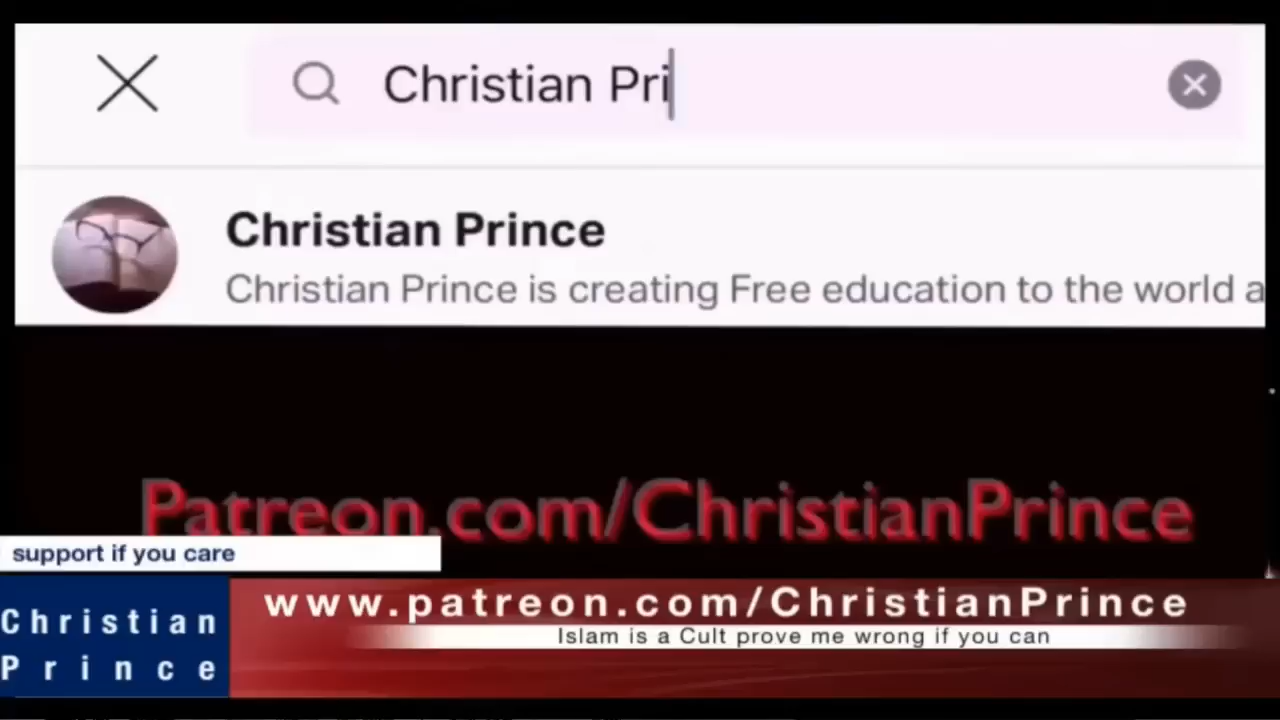 Christian Pri
Christian Prince
Christian Prince is creating Free education to the world a
Patreon.com/ChristianPrince
support if you care
Christian
Prince
www.patreon.com/ChristianPrince
Islam is a Cult prove me wrong if you can